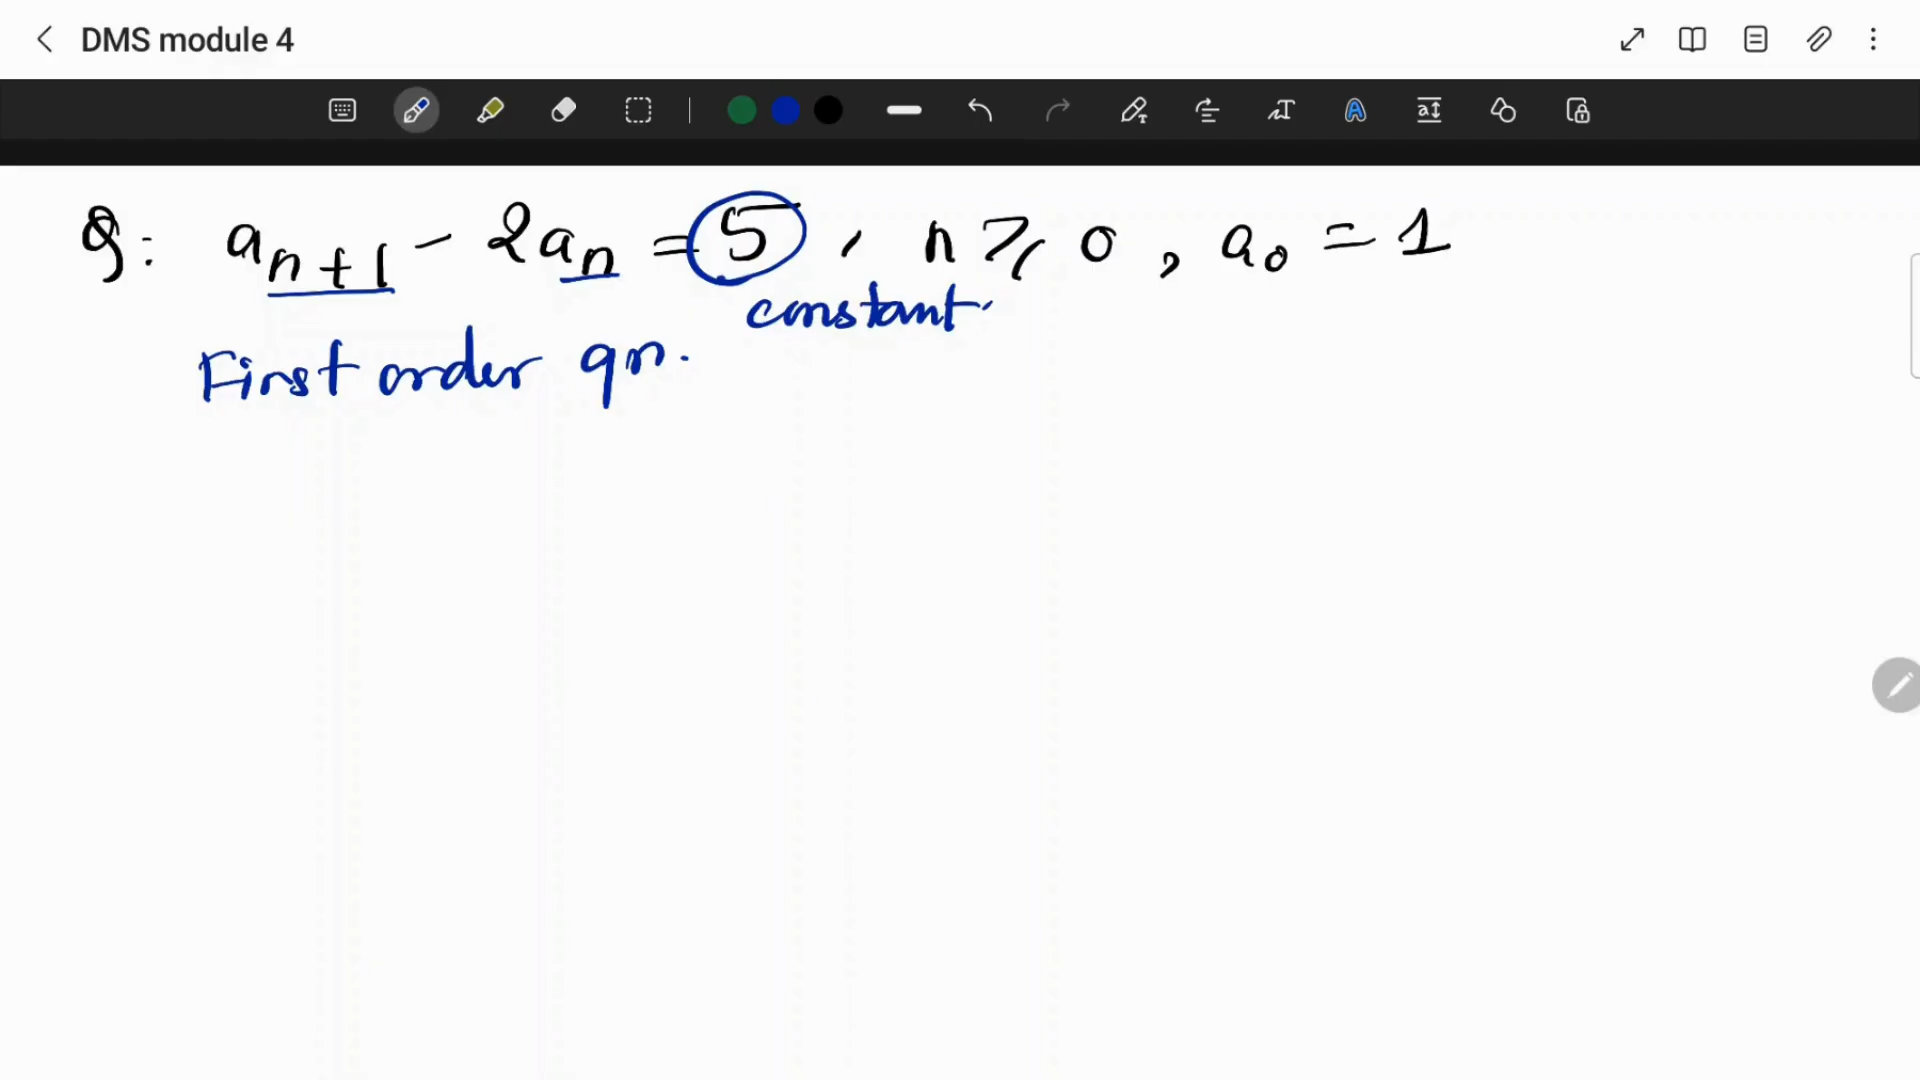 DMS module 4
Q: a_{n+1} - 2a_n = 5 , n ≥ 0 , a_0 = 1
constant.
First order qn.